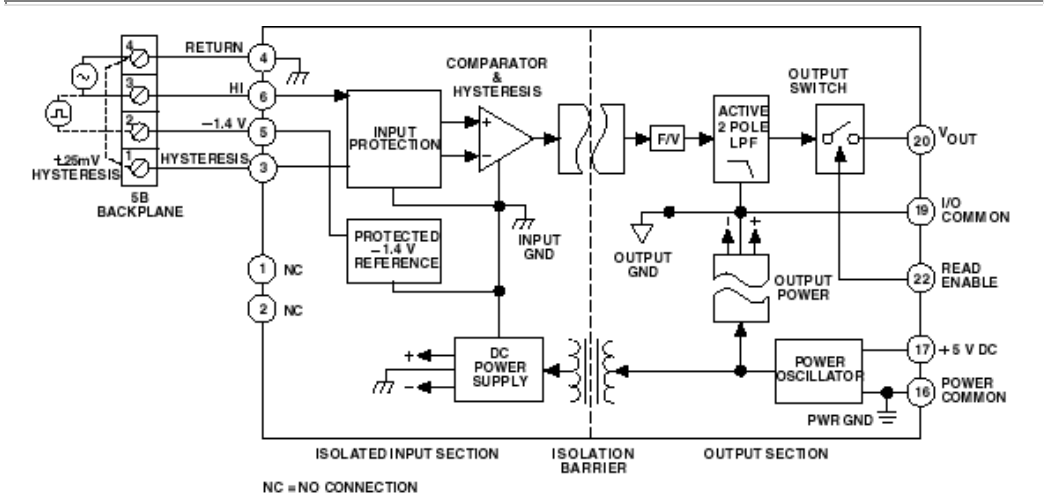 4
RETURN
4
3
HI
6
2
–1.4 V
5
1
HYSTERESIS
3
±25mV
HYSTERESIS
5B
BACKPLANE
1
NC
2
NC
INPUT
PROTECTION
COMPARATOR
&
HYSTERESIS
+
–
PROTECTED
–1.4 V
REFERENCE
INPUT
GND
+
–
DC
POWER
SUPPLY
F/V
ACTIVE
2 POLE
LPF
OUTPUT
SWITCH
20
VOUT
19
I/O
COMMON
OUTPUT
GND
–
+
OUTPUT
POWER
22
READ
ENABLE
POWER
OSCILLATOR
17
+5 V DC
16
POWER
COMMON
PWR GND
ISOLATED INPUT SECTION
ISOLATION
BARRIER
OUTPUT SECTION
NC = NO CONNECTION